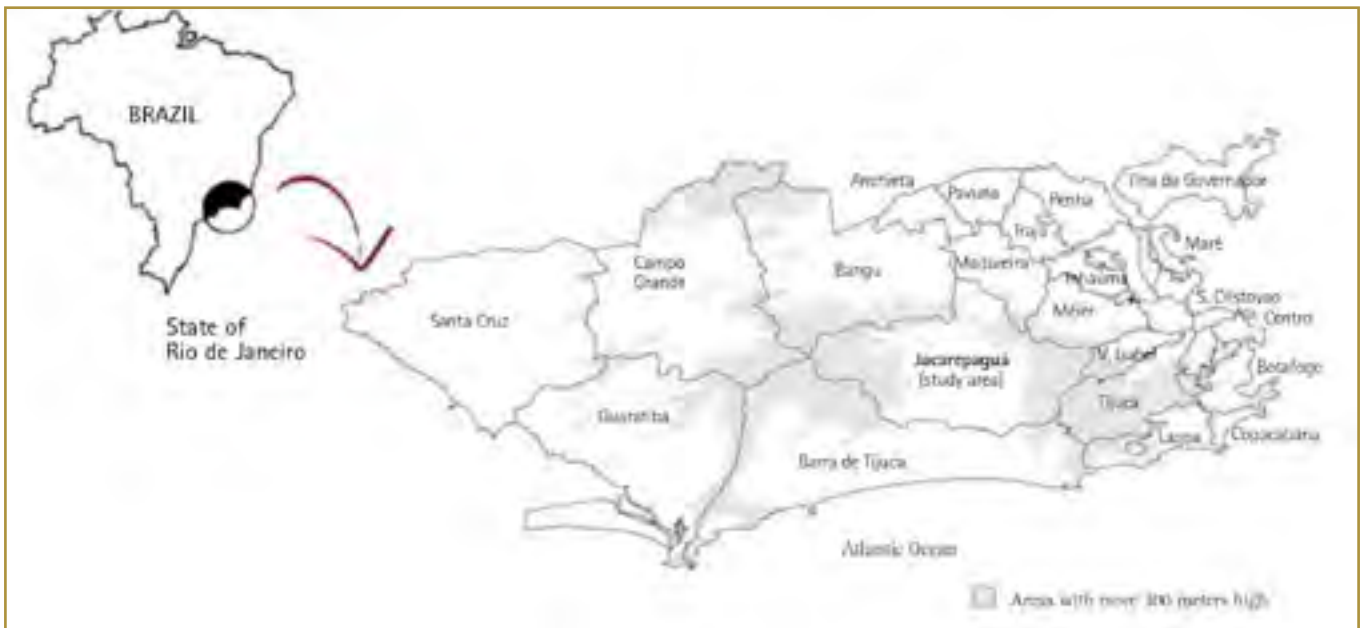 BRAZIL
State of
Rio de Janeiro
Santa Cruz
Campo
Grande
Guaratiba
Bangu
Barra de Tijuca
Jacarepaguá
(study area)
Anchieta
Pavuna
Irajá
Madureira
Penha
Inhauma
Méier
Ilha do Governador
Maré
S. Cristovao
Centro
V. Isabel
Tijuca
Botafogo
Lagoa
Copacabana
Atlantic Ocean
Areas with over 100 meters high